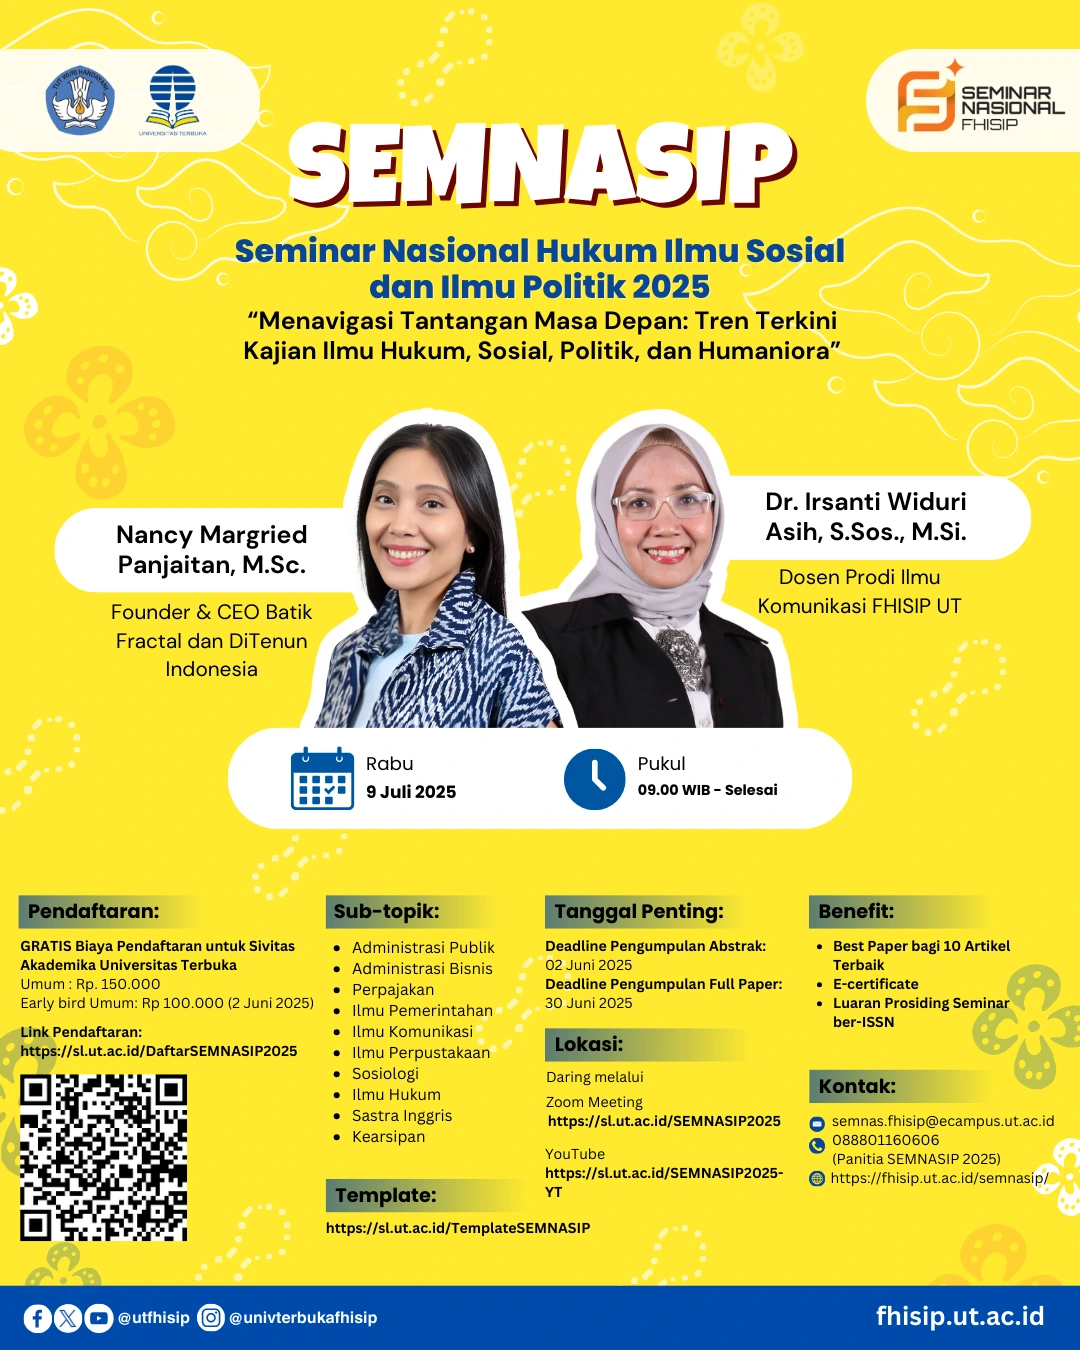 TUT WURI HANDAYANI
UNIVERSITAS TERBUKA
SEMINAR
NASIONAL
FHISIP
SEMNASIP
Seminar Nasional Hukum Ilmu Sosial
dan Ilmu Politik 2025
“Menavigasi Tantangan Masa Depan: Tren Terkini
Kajian Ilmu Hukum, Sosial, Politik, dan Humaniora”
Nancy Margried
Panjaitan, M.Sc.
Founder & CEO Batik
Fractal dan DiTenun
Indonesia
Dr. Irsanti Widuri
Asih, S.Sos., M.Si.
Dosen Prodi Ilmu
Komunikasi FHISIP UT
Rabu
9 Juli 2025
Pukul
09.00 WIB - Selesai
Pendaftaran:
GRATIS Biaya Pendaftaran untuk Sivitas
Akademika Universitas Terbuka
Umum : Rp. 150.000
Early bird Umum: Rp 100.000 (2 Juni 2025)
Link Pendaftaran:
https://sl.ut.ac.id/DaftarSEMNASIP2025
Sub-topik:
• Administrasi Publik
• Administrasi Bisnis
• Perpajakan
• Ilmu Pemerintahan
• Ilmu Komunikasi
• Ilmu Perpustakaan
• Sosiologi
• Ilmu Hukum
• Sastra Inggris
• Kearsipan
Template:
https://sl.ut.ac.id/TemplateSEMNASIP
Tanggal Penting:
Deadline Pengumpulan Abstrak:
02 Juni 2025
Deadline Pengumpulan Full Paper:
30 Juni 2025
Lokasi:
Daring melalui
Zoom Meeting
https://sl.ut.ac.id/SEMNASIP2025
YouTube
https://sl.ut.ac.id/SEMNASIP2025-
YT
Benefit:
• Best Paper bagi 10 Artikel
Terbaik
• E-certificate
• Luaran Prosiding Seminar
ber-ISSN
Kontak:
semnas.fhisip@ecampus.ut.ac.id
088801160606
(Panitia SEMNASIP 2025)
https://fhisip.ut.ac.id/semnasip/
@utfhisip @univterbukafhisip
fhisip.ut.ac.id